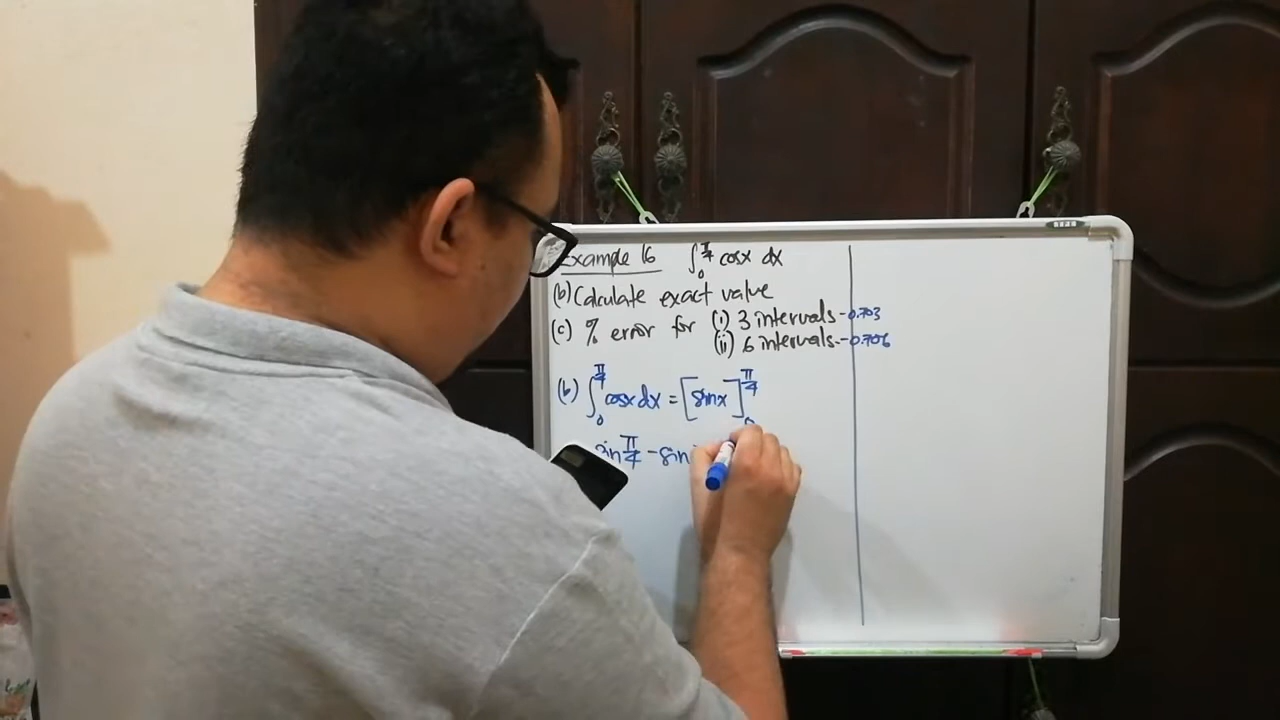 Example 16 ∫₀^(π/4) cosx dx
(b) Calculate exact value
(c) % error for (i) 3 intervals - 0.703
(ii) 6 intervals. - 0.706
(b) ∫₀^(π/4) cosx dx = [sinx]₀^(π/4)
sin π/4 - sin